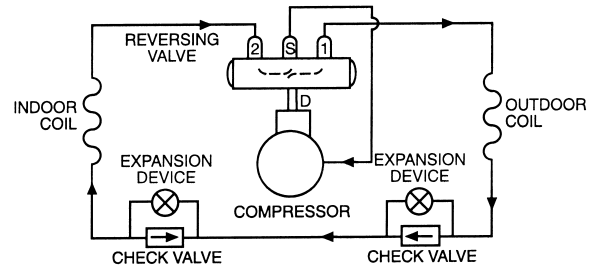 2 S 1
REVERSING
VALVE
D
INDOOR
COIL
OUTDOOR
COIL
EXPANSION
DEVICE
EXPANSION
DEVICE
COMPRESSOR
CHECK VALVE
CHECK VALVE